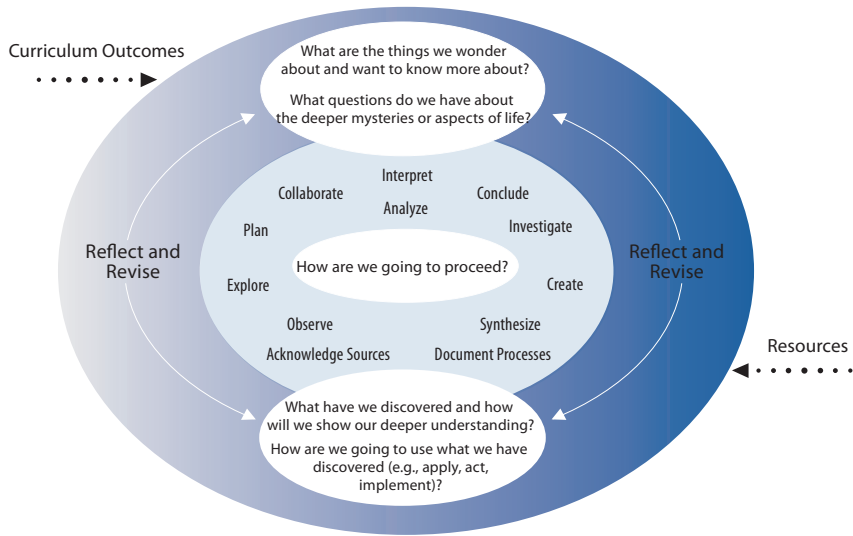 Curriculum Outcomes
What are the things we wonder
about and want to know more about?
What questions do we have about
the deeper mysteries or aspects of life?
Interpret
Collaborate
Conclude
Analyze
Plan
Investigate
Reflect and
Revise
How are we going to proceed?
Reflect and
Revise
Explore
Create
Observe
Synthesize
Acknowledge Sources
Document Processes
Resources
What have we discovered and how
will we show our deeper understanding?
How are we going to use what we have
discovered (e.g., apply, act,
implement)?